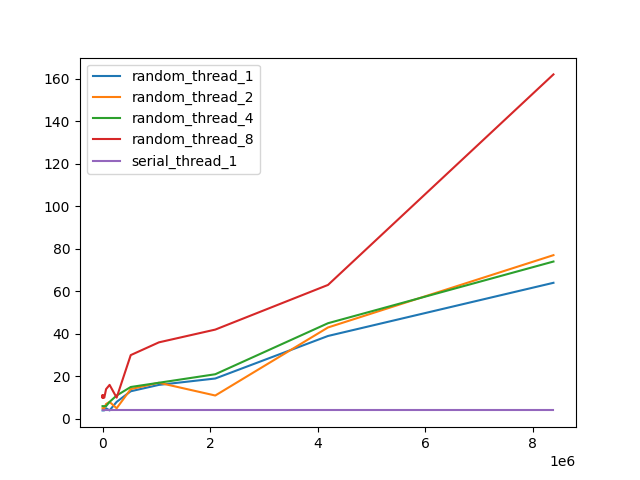 random_thread_1
random_thread_2
random_thread_4
random_thread_8
serial_thread_1
160
140
120
100
80
60
40
20
0
0 2 4 6 8
1e6